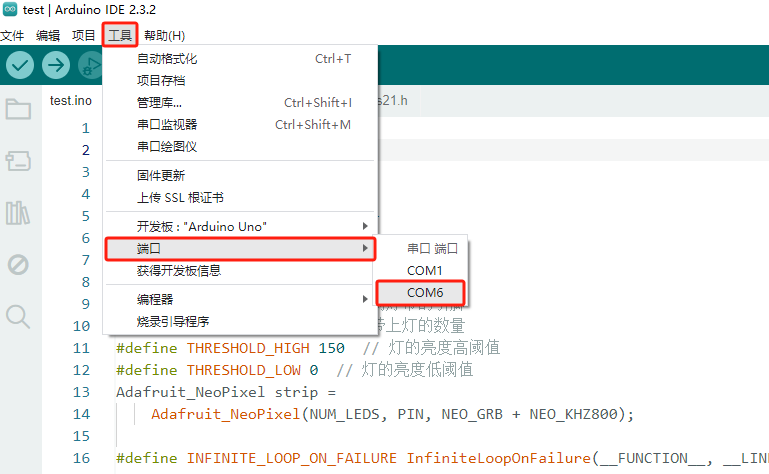 test | Arduino IDE 2.3.2
文件 编辑 项目 工具 帮助(H)
自动格式化 Ctrl+T
项目存档
管理库... Ctrl+Shift+I
串口监视器 Ctrl+Shift+M
串口绘图仪
固件更新
上传 SSL 根证书
开发板 : "Arduino Uno"
端口
获得开发板信息
编程器
烧录引导程序
串口 端口
COM1
COM6
test.ino s21.h
1
2
3
4
5
6
7
8
9
10 带上灯的数量
11 #define THRESHOLD_HIGH 150 // 灯的亮度高阈值
12 #define THRESHOLD_LOW 0 // 灯的亮度低阈值
13 Adafruit_NeoPixel strip =
14 Adafruit_NeoPixel(NUM_LEDS, PIN, NEO_GRB + NEO_KHZ800);
15
16 #define INFINITE_LOOP_ON_FAILURE InfiniteLoopOnFailure(__FUNCTION__, __LIN